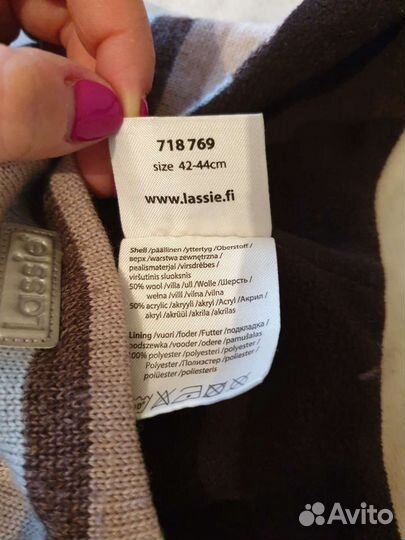 718 769
size 42-44cm
www.lassie.fi
Lassie
Shell /päällinen /yttertyg /Oberstoff /
верх /warstwa zewnętrzna /
pealismaterjal /virsdrēbes /
viršutinis sluoksnis
50% wool /villa /ull /Wolle /Шерсть /
wełna /vill /vilna /vilna
50% acrylic /akryyli /akryl /Acryl /Акрил /
akryl /akrüül /akrils /akrilas
Lining /vuori /foder /Futter /подкладка /
podszewka /vooder /odere /pamušalas
100% polyester /polyesteri /polyester /
Polyester /Полиэстер /poliester /
polüester /poliesteris
Avito